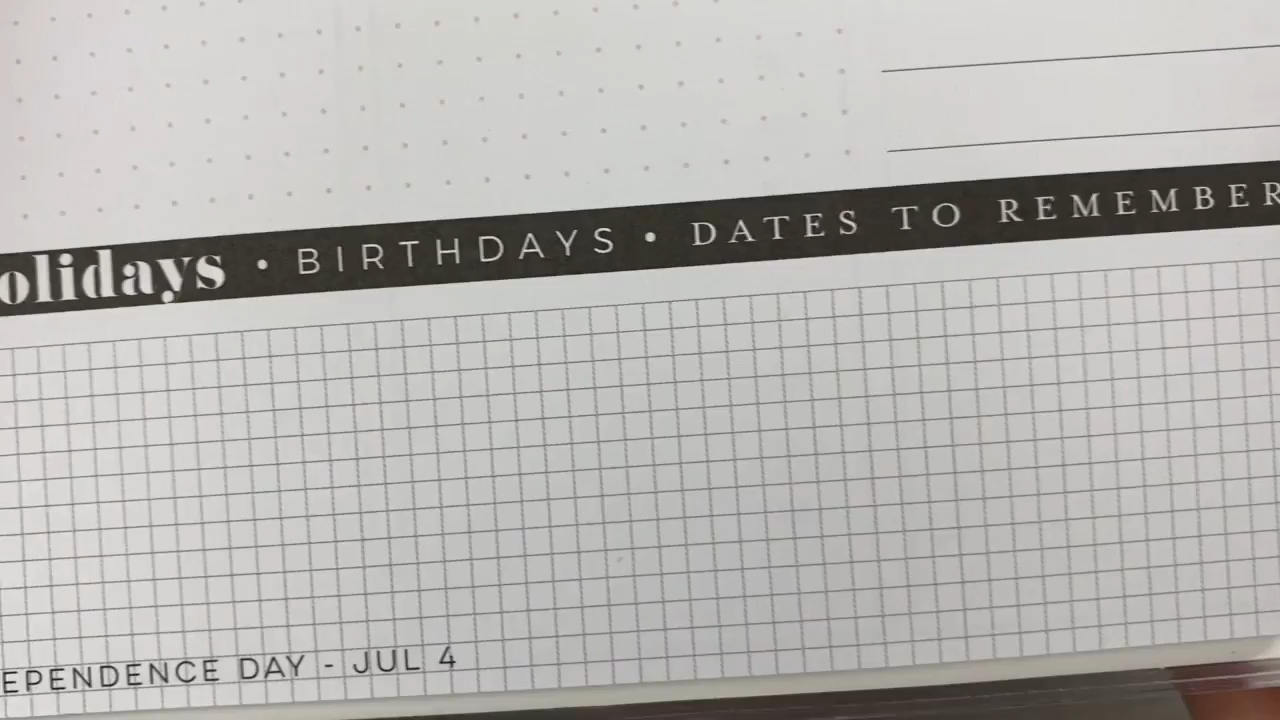 olidays • BIRTHDAYS • DATES TO REMEMBER
EPENDENCE DAY - JUL 4